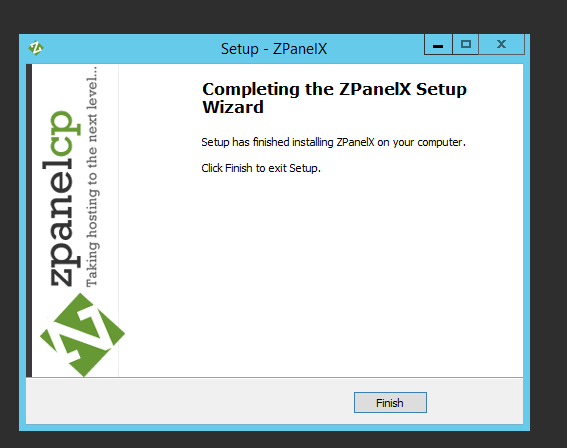 Setup - ZPanelX
zpanelcp
Taking hosting to the next level...
Completing the ZPanelX Setup
Wizard
Setup has finished installing ZPanelX on your computer.
Click Finish to exit Setup.
Finish